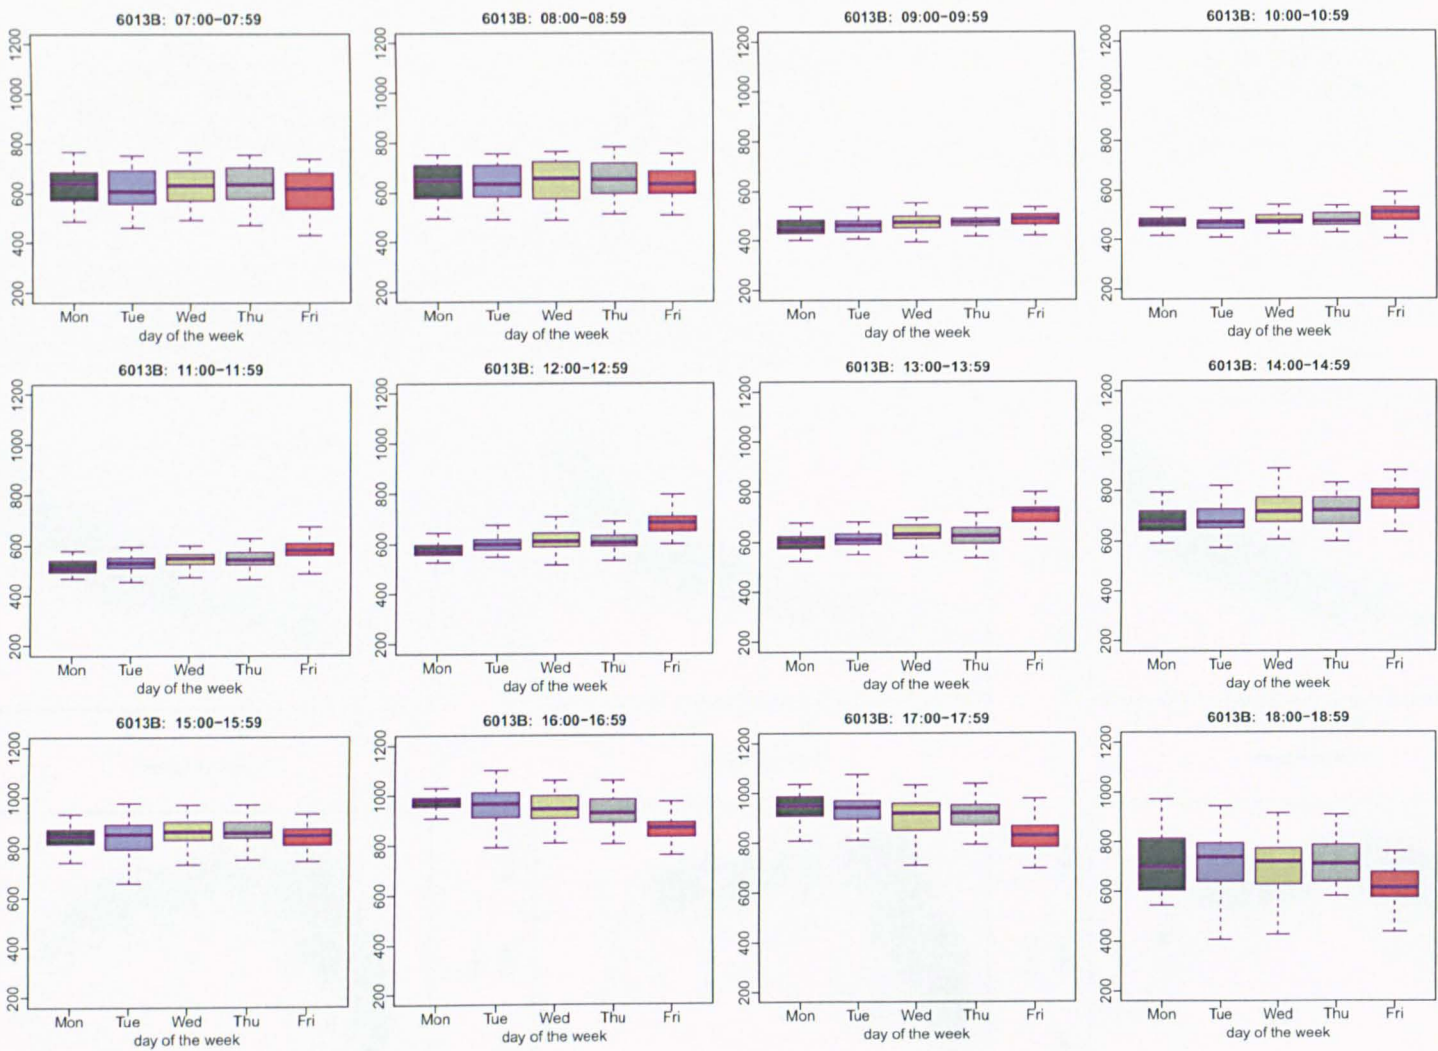 6013B: 07:00−07:59
1200
1000
800
600
400
200
Mon Tue Wed Thu Fri
day of the week
6013B: 08:00−08:59
1200
1000
800
600
400
200
Mon Tue Wed Thu Fri
day of the week
6013B: 09:00−09:59
1200
1000
800
600
400
200
Mon Tue Wed Thu Fri
day of the week
6013B: 10:00−10:59
1200
1000
800
600
400
200
Mon Tue Wed Thu Fri
day of the week
6013B: 11:00−11:59
1200
1000
800
600
400
200
Mon Tue Wed Thu Fri
day of the week
6013B: 12:00−12:59
1200
1000
800
600
400
200
Mon Tue Wed Thu Fri
day of the week
6013B: 13:00−13:59
1200
1000
800
600
400
200
Mon Tue Wed Thu Fri
day of the week
6013B: 14:00−14:59
1200
1000
800
600
400
200
Mon Tue Wed Thu Fri
day of the week
6013B: 15:00−15:59
1200
1000
800
600
400
200
Mon Tue Wed Thu Fri
day of the week
6013B: 16:00−16:59
1200
1000
800
600
400
200
Mon Tue Wed Thu Fri
day of the week
6013B: 17:00−17:59
1200
1000
800
600
400
200
Mon Tue Wed Thu Fri
day of the week
6013B: 18:00−18:59
1200
1000
800
600
400
200
Mon Tue Wed Thu Fri
day of the week